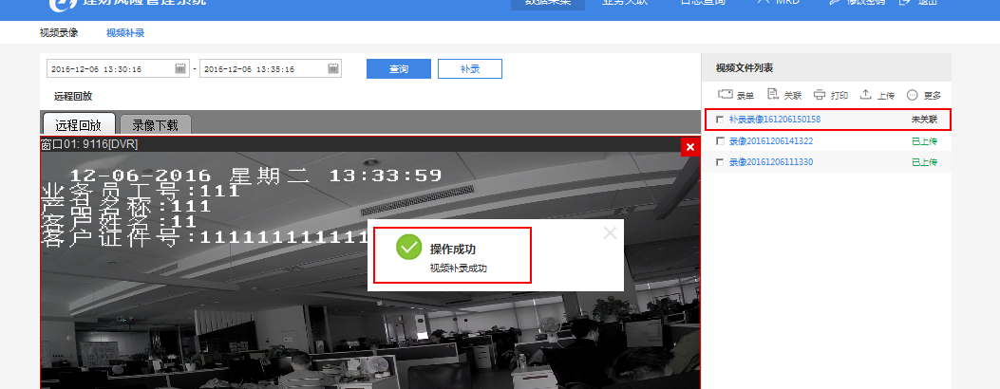 理财风险管理系统
数据采集 业务关联 日志查询 MRD 修改密码 退出
视频录像 视频补录
2016-12-06 13:30:16 - 2016-12-06 13:35:16 查询 补录
远程回放
远程回放 录像下载
窗口01: 9116[DVR]
12-06-2016 星期二 13:33:59
业务员工号:111
产品名称:111
客户姓名:11
客户证件号:111111111111
操作成功
视频补录成功
视频文件列表
录单 关联 打印 上传 更多
补录录像161206150158 未关联
录像20161206141322 已上传
录像20161206111330 已上传